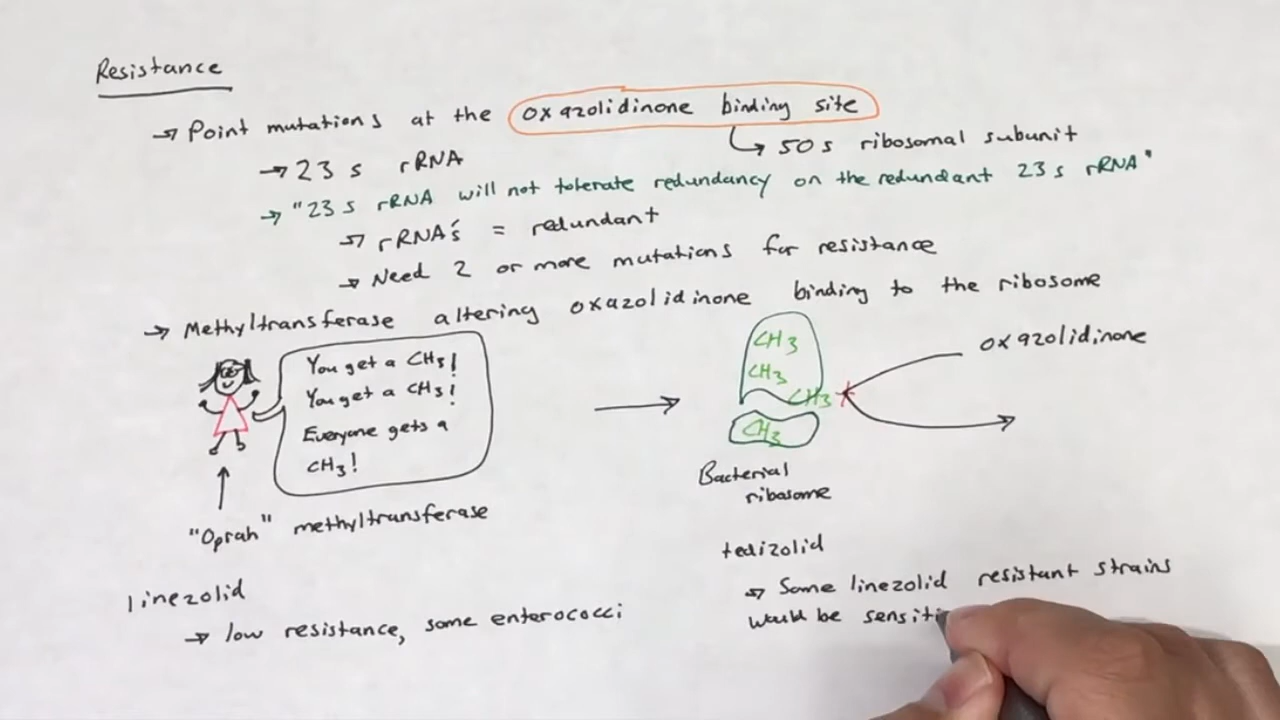 Resistance
→ Point mutations at the oxazolidinone binding site
→ 50s ribosomal subunit
→ 23 s rRNA
→ "23 s rRNA will not tolerate redundancy on the redundant 23 s rRNA"
→ rRNA's = redundant
→ Need 2 or more mutations for resistance
→ Methyltransferase altering oxazolidinone binding to the ribosome
You get a CH3!
You get a CH3!
Everyone gets a
CH3!
"Oprah" methyltransferase
CH3
CH3
CH3
CH3
oxazolidinone
Bacterial
ribosome
linezolid
→ low resistance, some enterococci
tedizolid
→ Some linezolid resistant strains
would be sensiti